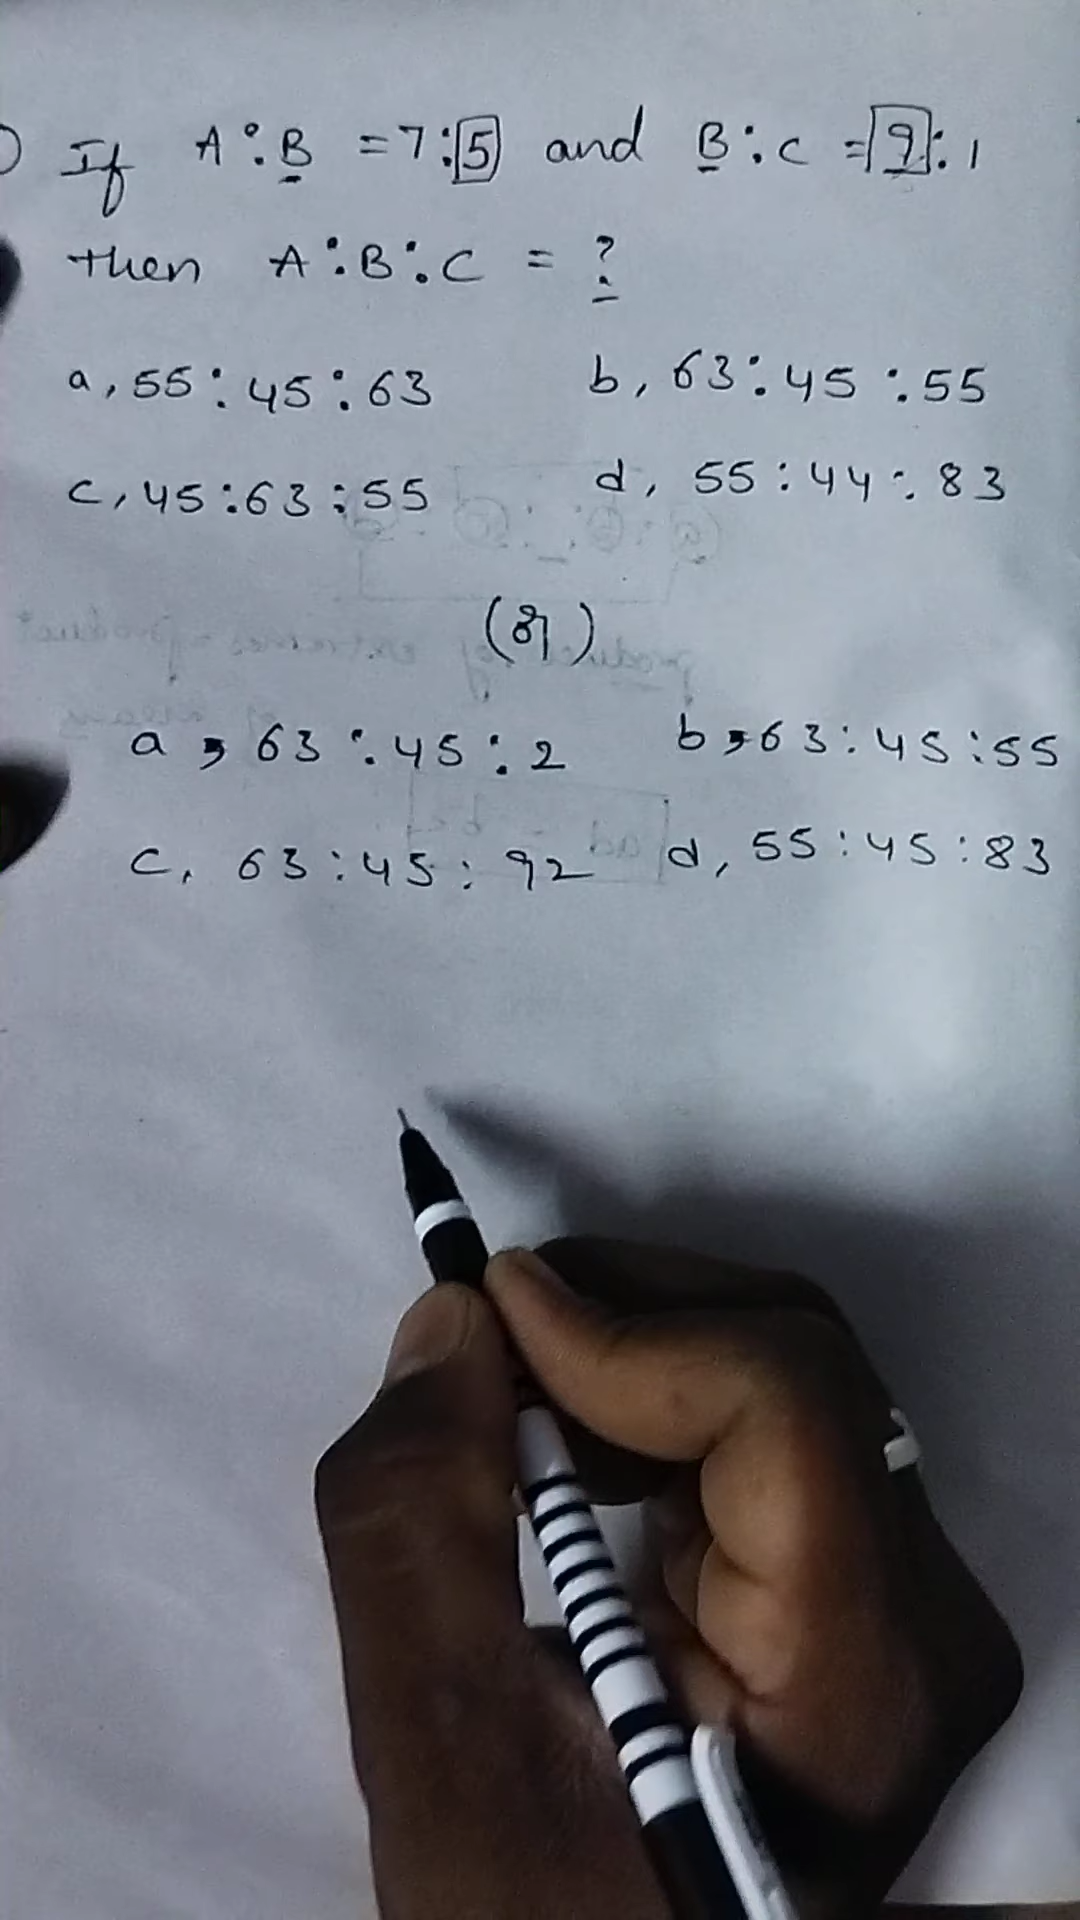 If A:B = 7:5 and B:C = 9:1
then A:B:C = ?
a, 55:45:63 b, 63:45:55
c, 45:63:55 d, 55:44:83
a, 63:45:2 b, 63:45:55
c, 63:45:92 d, 55:45:83